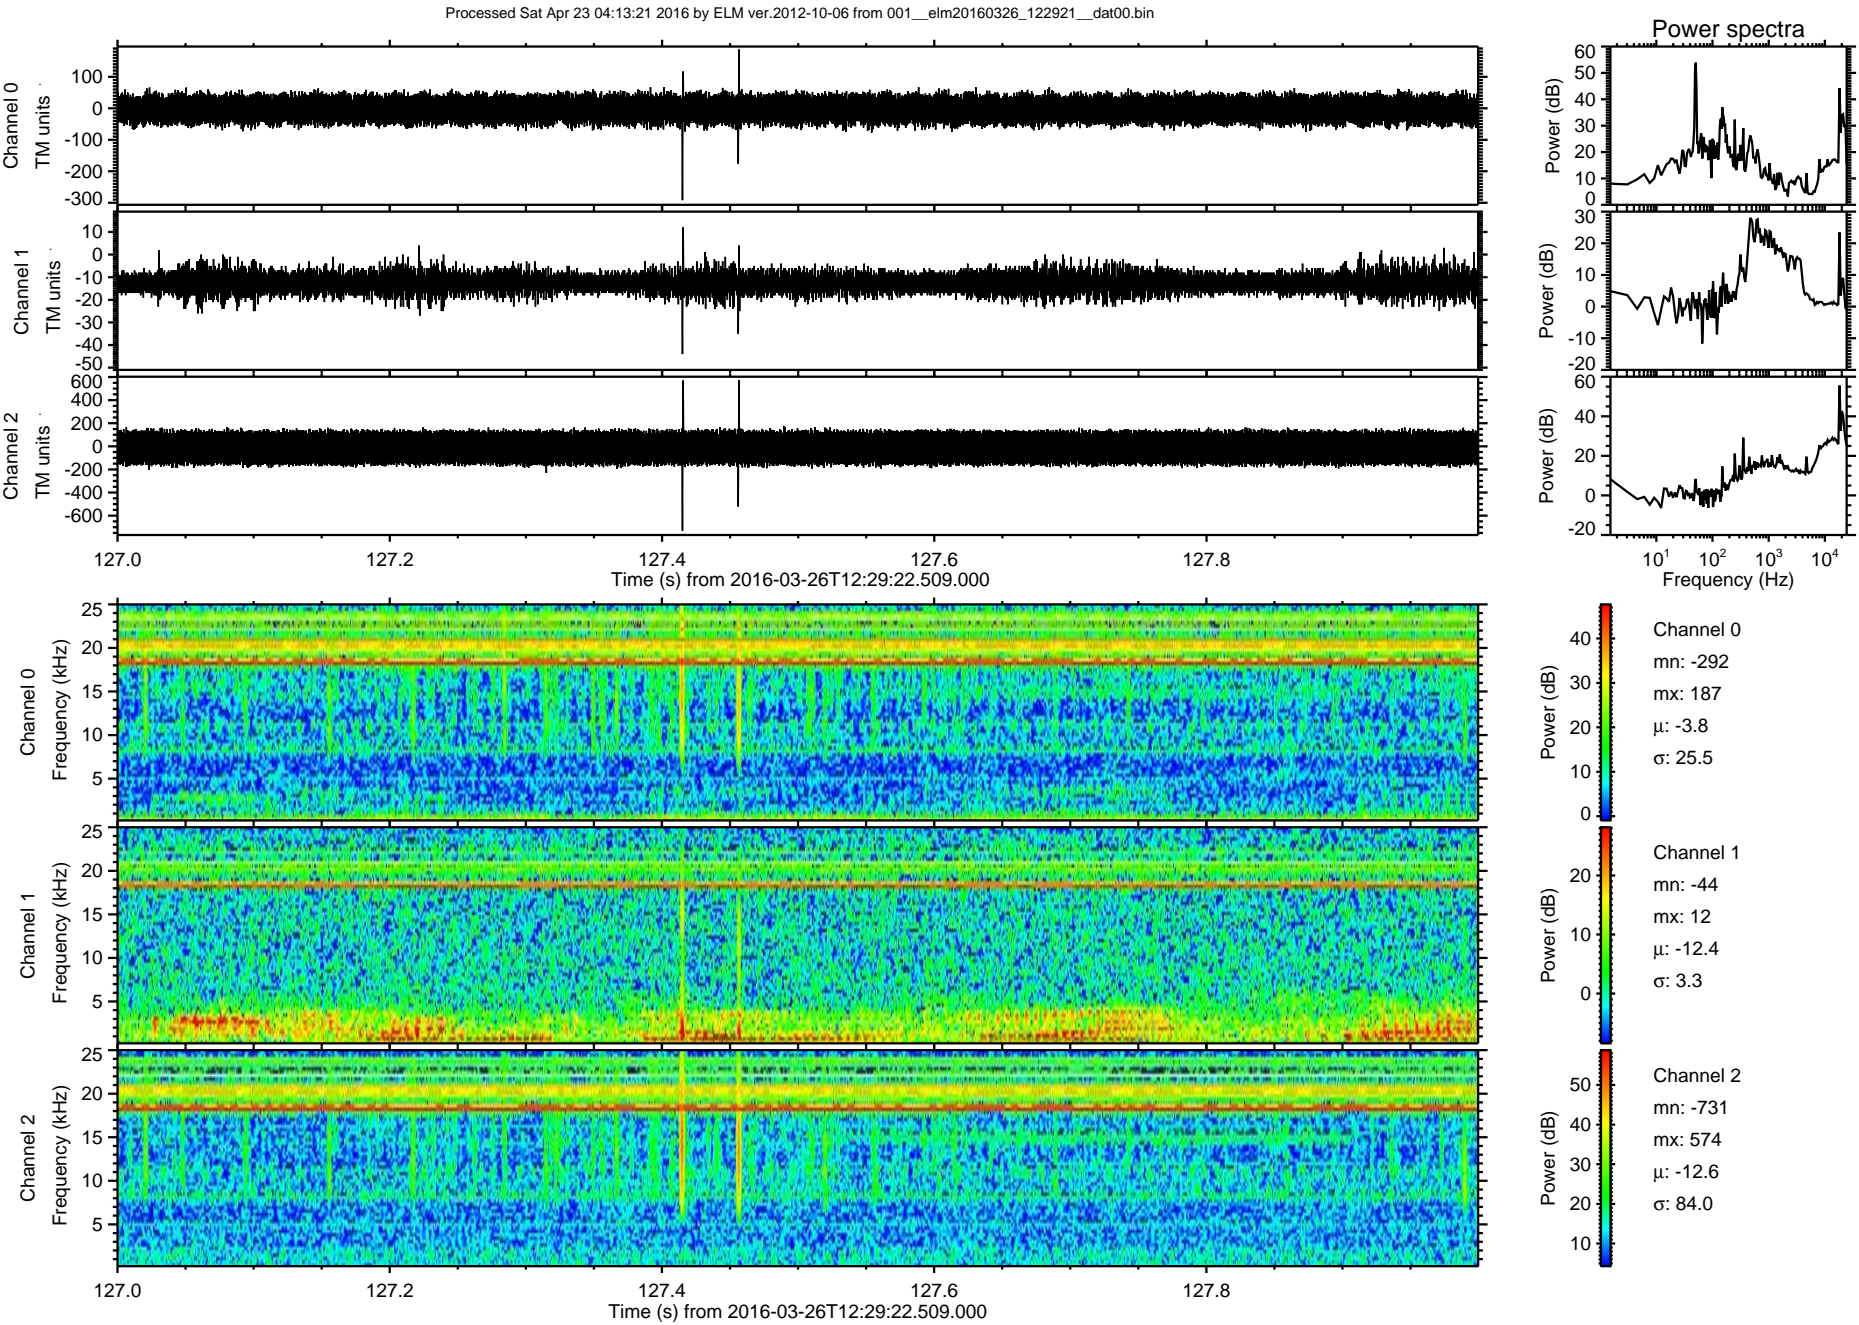 Processed Sat Apr 23 04:13:21 2016 by ELM ver.2012-10-06 from 001__elm20160326_122921__dat00.bin
Power spectra
Channel 0
TM units
100
0
-100
-200
-300
Power (dB)
60
50
40
30
20
10
0
Channel 1
TM units
10
0
-10
-20
-30
-40
-50
Power (dB)
30
20
10
0
-10
-20
Channel 2
TM units
600
400
200
0
-200
-400
-600
Power (dB)
60
40
20
0
-20
127.0 127.2 127.4 127.6 127.8
Time (s) from 2016-03-26T12:29:22.509.000
10¹ 10² 10³ 10⁴
Frequency (Hz)
Channel 0
Frequency (kHz)
25
20
15
10
5
Power (dB)
40
30
20
10
0
Channel 0
mn: -292
mx: 187
μ: -3.8
σ: 25.5
Channel 1
Frequency (kHz)
25
20
15
10
5
Power (dB)
20
10
0
Channel 1
mn: -44
mx: 12
μ: -12.4
σ: 3.3
Channel 2
Frequency (kHz)
25
20
15
10
5
Power (dB)
50
40
30
20
10
Channel 2
mn: -731
mx: 574
μ: -12.6
σ: 84.0
127.0 127.2 127.4 127.6 127.8
Time (s) from 2016-03-26T12:29:22.509.000